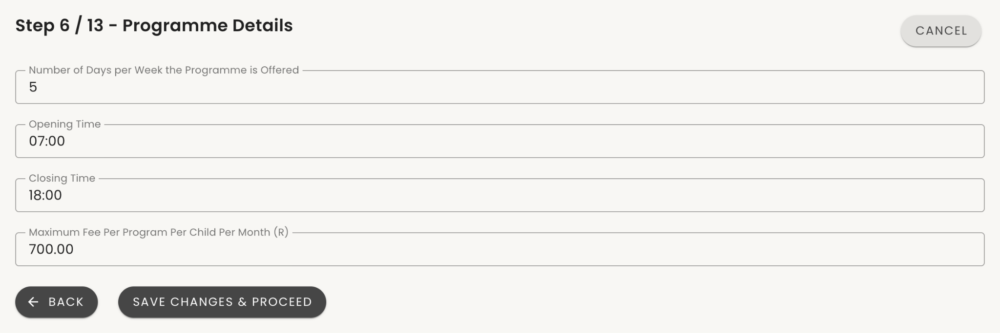 Step 6 / 13 - Programme Details
CANCEL
Number of Days per Week the Programme is Offered
5
Opening Time
07:00
Closing Time
18:00
Maximum Fee Per Program Per Child Per Month (R)
700.00
BACK
SAVE CHANGES & PROCEED